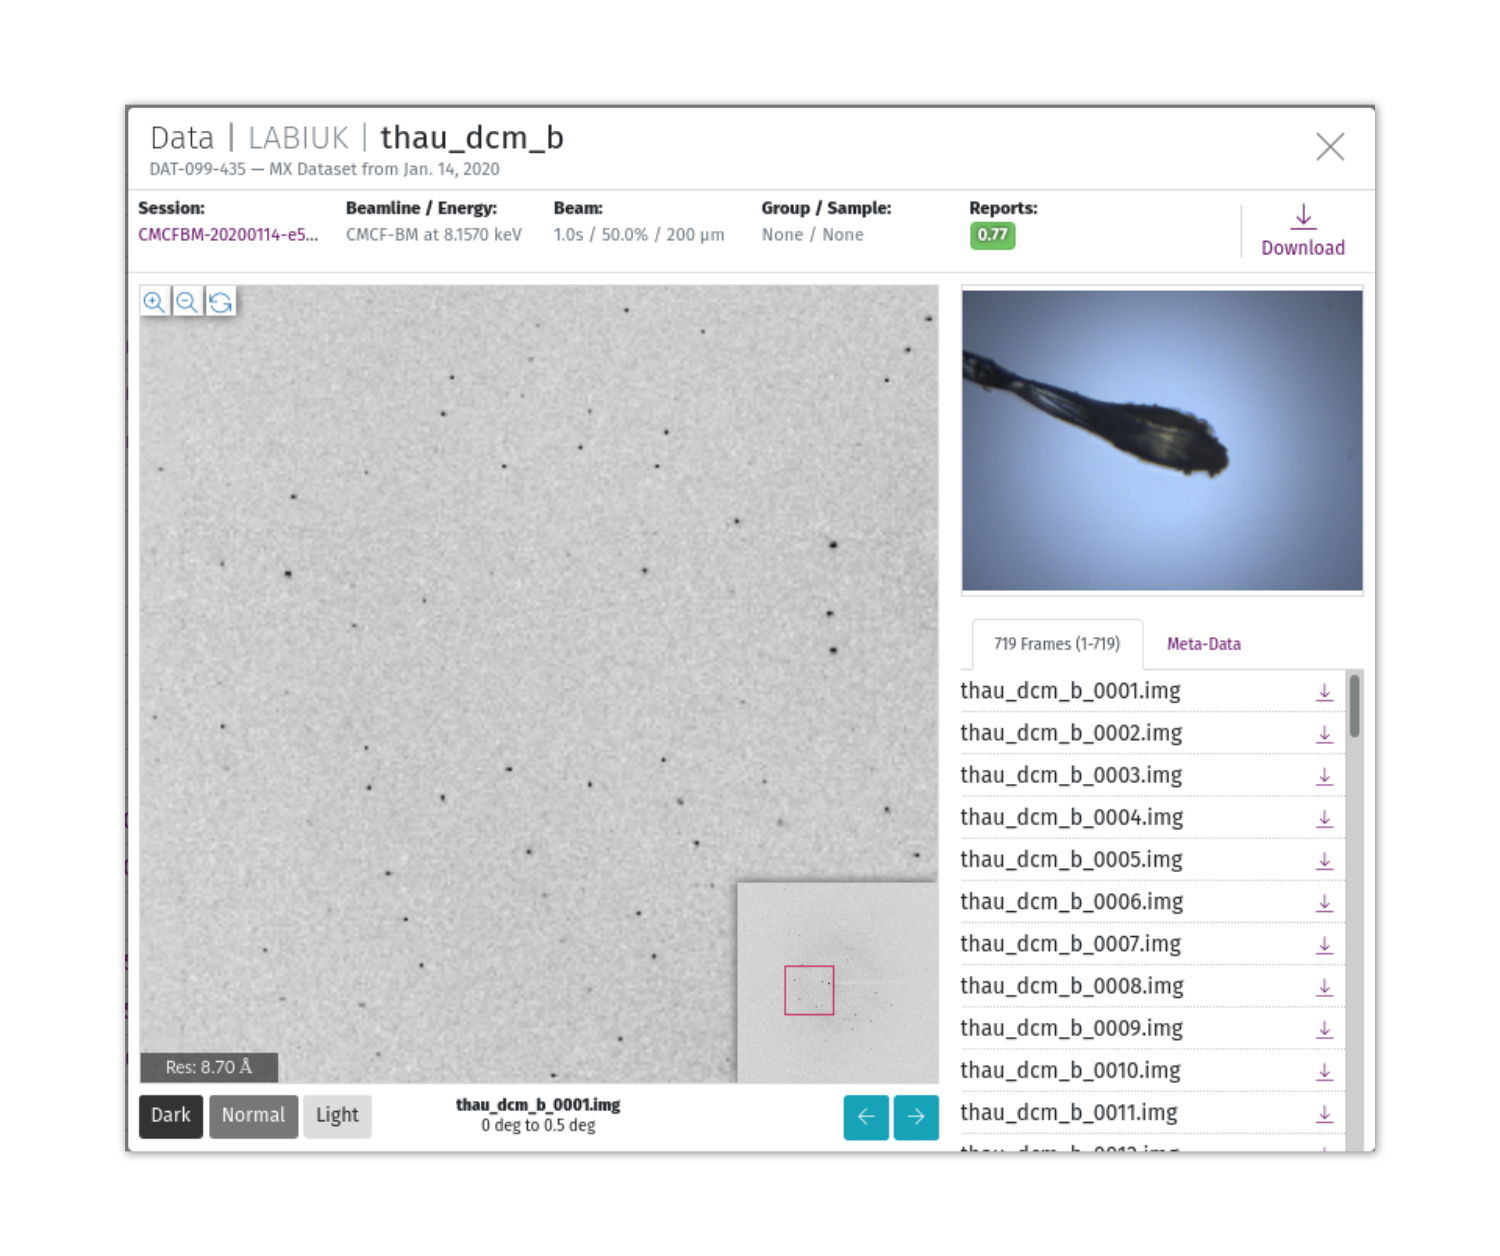 Data | LABIUK | thau_dcm_b
DAT-099-435 — MX Dataset from Jan. 14, 2020
Session:
CMCFBM-20200114-e5...
Beamline / Energy:
CMCF-BM at 8.1570 keV
Beam:
1.0s / 50.0% / 200 µm
Group / Sample:
None / None
Reports:
0.77
Download
Res: 8.70 Å
Dark
Normal
Light
thau_dcm_b_0001.img
0 deg to 0.5 deg
719 Frames (1-719)
Meta-Data
thau_dcm_b_0001.img
thau_dcm_b_0002.img
thau_dcm_b_0003.img
thau_dcm_b_0004.img
thau_dcm_b_0005.img
thau_dcm_b_0006.img
thau_dcm_b_0007.img
thau_dcm_b_0008.img
thau_dcm_b_0009.img
thau_dcm_b_0010.img
thau_dcm_b_0011.img